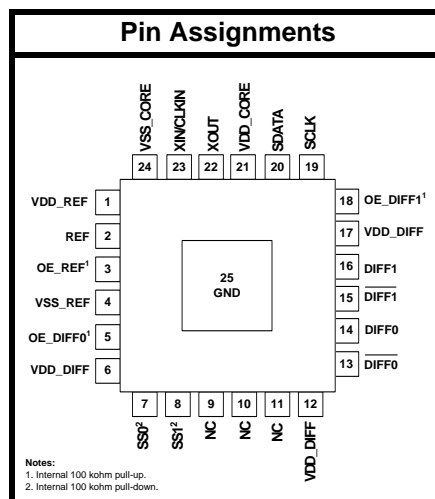 Pin Assignments
VSS_CORE
XIN/CLKIN
XOUT
VDD_CORE
SDATA
SCLK
24 23 22 21 20 19
VDD_REF 1
REF 2
OE_REF¹ 3
VSS_REF 4
OE_DIFF0¹ 5
VDD_DIFF 6
25
GND
18 OE_DIFF1¹
17 VDD_DIFF
16 DIFF1
15 DIFF1
14 DIFF0
13 DIFF0
7 8 9 10 11 12
SS0²
SS1²
NC
NC
NC
VDD_DIFF
Notes:
1. Internal 100 kohm pull-up.
2. Internal 100 kohm pull-down.